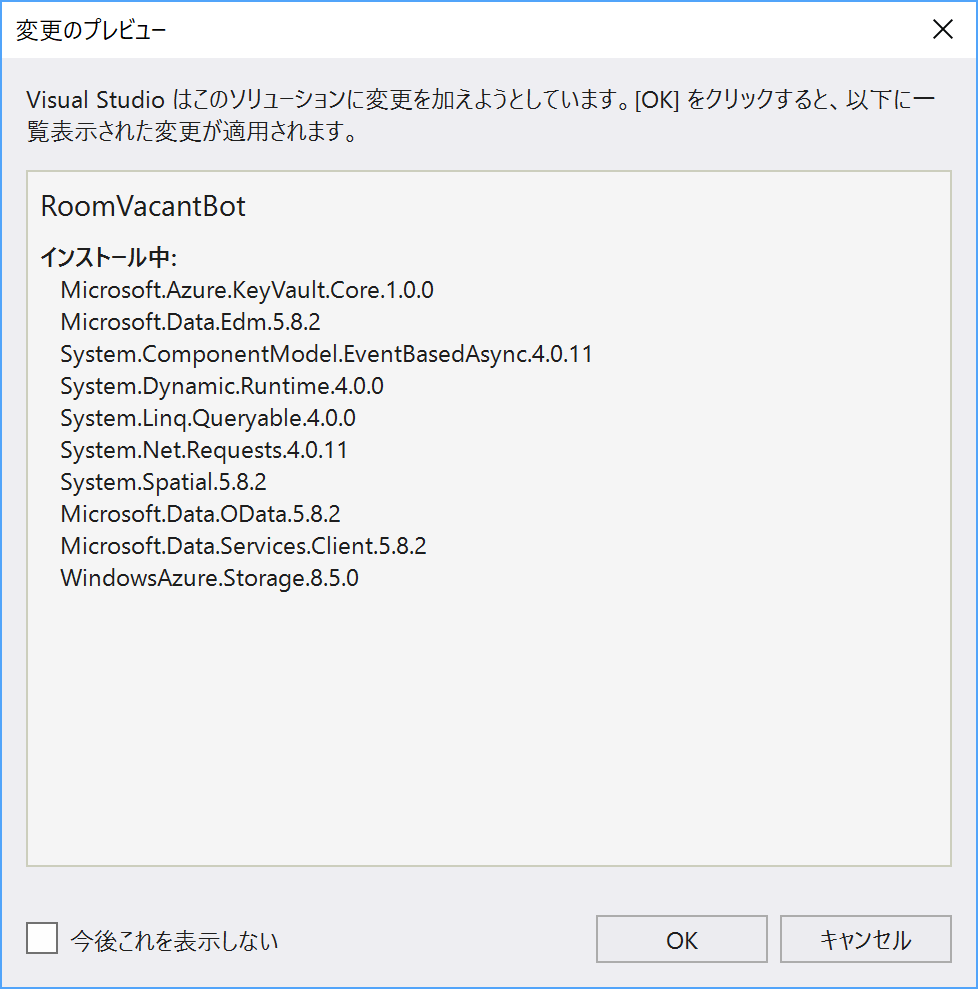 変更のプレビュー
Visual Studio はこのソリューションに変更を加えようとしています。[OK] をクリックすると、以下に一
覧表示された変更が適用されます。
RoomVacantBot
インストール中:
Microsoft.Azure.KeyVault.Core.1.0.0
Microsoft.Data.Edm.5.8.2
System.ComponentModel.EventBasedAsync.4.0.11
System.Dynamic.Runtime.4.0.0
System.Linq.Queryable.4.0.0
System.Net.Requests.4.0.11
System.Spatial.5.8.2
Microsoft.Data.OData.5.8.2
Microsoft.Data.Services.Client.5.8.2
WindowsAzure.Storage.8.5.0
今後これを表示しない
OK
キャンセル